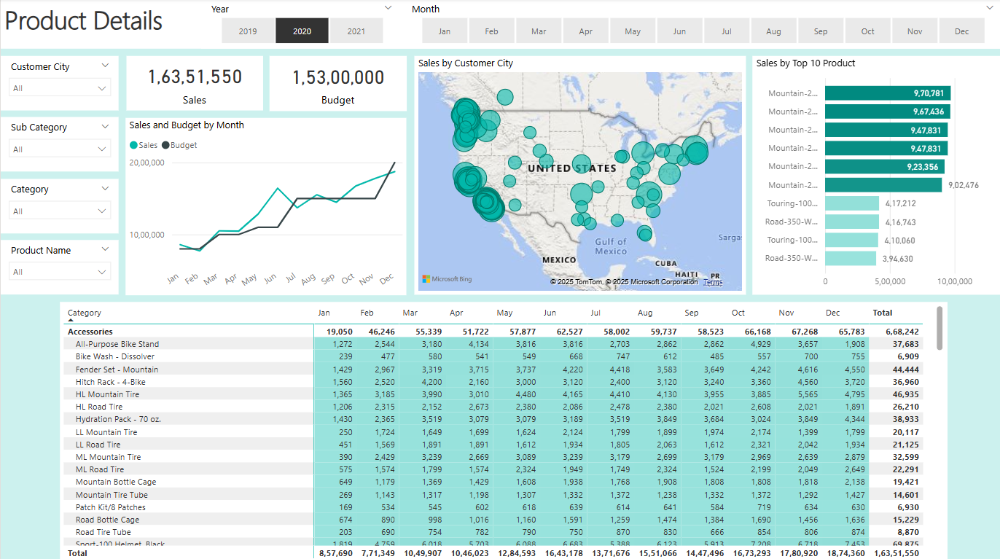 Product Details
Year
2019 2020 2021
Month
Jan Feb Mar Apr May Jun Jul Aug Sep Oct Nov Dec
Customer City
All
Sub Category
All
Category
All
Product Name
All
1,63,51,550
Sales
1,53,00,000
Budget
Sales and Budget by Month
Sales Budget
20,00,000
10,00,000
Jan Feb Mar Apr May Jun Jul Aug Sep Oct Nov Dec
Sales by Customer City
UNITED STATES
Gulf of
Mexico
Sargas
MEXICO
CUBA
HAITI PR
Microsoft Bing
© 2025 TomTom, © 2025 Microsoft Corporation Terms
Sales by Top 10 Product
Mountain-2... 9,70,781
Mountain-2... 9,67,436
Mountain-2... 9,47,831
Mountain-2... 9,47,831
Mountain-2... 9,23,356
Mountain-2... 9,02,476
Touring-100... 4,17,212
Road-350-W... 4,16,743
Touring-100... 4,10,060
Road-350-W... 3,94,630
0 5,00,000 10,00,000
Category Jan Feb Mar Apr May Jun Jul Aug Sep Oct Nov Dec Total
Accessories 19,050 46,246 55,339 51,722 57,877 62,527 58,002 59,737 58,523 66,168 67,268 65,783 6,68,242
All-Purpose Bike Stand 1,272 2,544 3,180 4,134 3,816 3,816 2,703 2,862 2,862 4,929 3,657 1,908 37,683
Bike Wash - Dissolver 239 477 580 541 549 668 747 612 485 557 700 755 6,909
Fender Set - Mountain 1,429 2,967 3,319 3,715 3,737 4,220 4,418 3,583 3,649 4,242 4,616 4,550 44,444
Hitch Rack - 4-Bike 1,560 2,520 4,200 2,160 3,000 3,120 2,400 3,120 3,240 3,360 4,560 3,720 36,960
HL Mountain Tire 1,365 3,185 3,990 3,010 4,480 4,165 4,410 4,130 3,955 3,885 5,565 4,795 46,935
HL Road Tire 1,206 2,315 2,152 2,673 2,380 2,086 2,478 2,380 2,021 2,608 2,021 1,891 26,210
Hydration Pack - 70 oz. 1,430 2,365 3,519 3,079 3,079 3,189 3,519 3,849 3,684 3,024 3,849 4,344 38,933
LL Mountain Tire 250 1,724 1,649 1,699 1,624 2,124 1,799 1,899 1,974 2,174 1,399 1,799 20,117
LL Road Tire 451 1,569 1,891 1,891 1,612 1,934 1,805 2,063 1,612 2,321 2,042 1,934 21,125
ML Mountain Tire 390 2,429 3,239 2,669 3,089 3,239 3,179 2,699 3,179 2,969 2,639 2,879 32,599
ML Road Tire 575 1,574 1,799 1,574 2,324 1,949 1,749 2,324 1,524 2,199 2,049 2,649 22,291
Mountain Bottle Cage 649 1,179 1,369 1,429 1,608 1,938 1,768 1,908 1,808 1,808 1,818 2,138 19,421
Mountain Tire Tube 269 1,143 1,317 1,198 1,307 1,332 1,372 1,238 1,332 1,372 1,292 1,427 14,601
Patch Kit/8 Patches 169 534 545 602 618 639 614 641 584 719 634 630 6,930
Road Bottle Cage 674 890 998 1,016 1,160 1,591 1,259 1,474 1,384 1,690 1,456 1,636 15,229
Road Tire Tube 203 690 754 782 790 750 870 830 666 854 806 874 8,870
Sport-100 Helmet, Black 1,819 4,759 6,018 5,703 6,088 6,683 5,388 6,123 5,913 7,208 6,718 7,453 69,875
Total 8,57,690 7,71,349 10,49,907 10,46,023 12,84,593 16,43,178 13,71,676 15,51,066 14,47,496 16,73,293 17,80,920 18,74,360 1,63,51,550